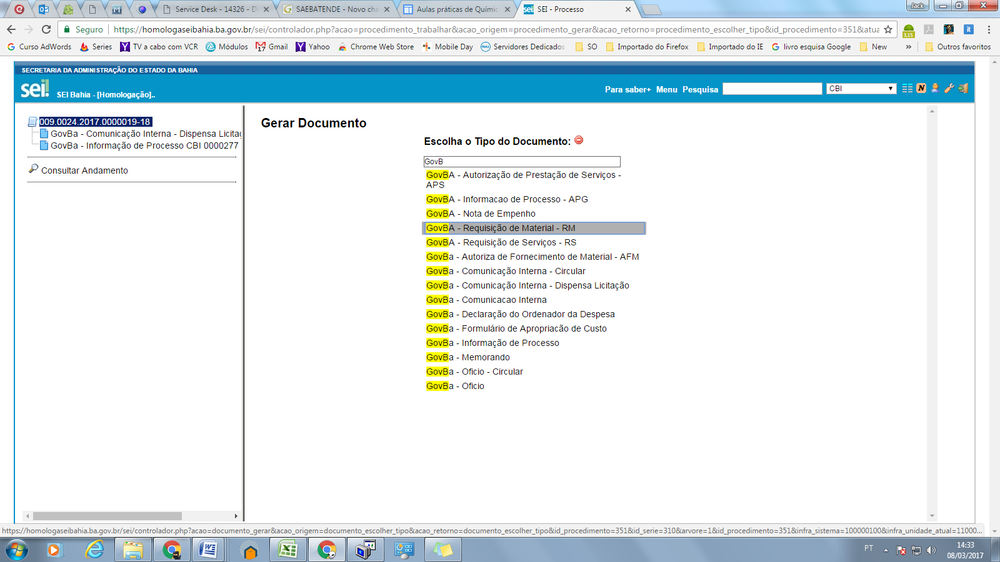 Service Desk - 14326 - D
SAEBATENDE - Novo cha
Aulas práticas de Químic
sei. SEI - Processo
Jack
Seguro https://homologaseibahia.ba.gov.br/sei/controlador.php?acao=procedimento_trabalhar&acao_origem=procedimento_gerar&acao_retorno=procedimento_escolher_tipo&id_procedimento=351&atua
3.15
Curso AdWords Series TV a cabo com VCR Módulos Gmail Yahoo Chrome Web Store Mobile Day Servidores Dedicados SO Importado do Firefox Importado do IE livro esquisa Google New » Outros favoritos
SECRETARIA DA ADMINISTRAÇÃO DO ESTADO DA BAHIA
sei! SEI Bahia - [Homologação]..
Para saber+ Menu Pesquisa CBI
009.0024.2017.0000019-18
GovBa - Comunicação Interna - Dispensa Licitaç
GovBa - Informação de Processo CBI 0000277
Consultar Andamento
Gerar Documento
Escolha o Tipo do Documento:
GovB
GovBA - Autorização de Prestação de Serviços -
APS
GovBA - Informacao de Processo - APG
GovBA - Nota de Empenho
GovBA - Requisição de Material - RM
GovBA - Requisição de Serviços - RS
GovBa - Autoriza de Fornecimento de Material - AFM
GovBa - Comunicação Interna - Circular
GovBa - Comunicação Interna - Dispensa Licitação
GovBa - Comunicacao Interna
GovBa - Declaração do Ordenador da Despesa
GovBa - Formulário de Apropriacão de Custo
GovBa - Informação de Processo
GovBa - Memorando
GovBa - Oficio - Circular
GovBa - Oficio
https://homologaseibahia.ba.gov.br/sei/controlador.php?acao=documento_gerar&acao_origem=documento_escolher_tipo&acao_retorno=documento_escolher_tipo&id_procedimento=351&id_serie=310&arvore=1&id_procedimento=351&infra_sistema=100000100&infra_unidade_atual=11000...
PT
14:33
08/03/2017